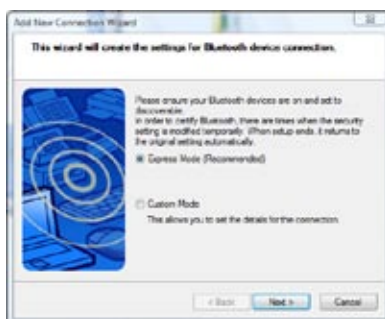 Add New Connection Wizard
This wizard will create the settings for Bluetooth device connection.
Please ensure your Bluetooth devices are on and set to
discoverable.
In order to certify Bluetooth, there are times when the security
setting is modified temporarily. When setup ends, it returns to
the original setting automatically.
Express Mode (Recommended)
Custom Mode
This allows you to set the details for the connection.
< Back
Next >
Cancel